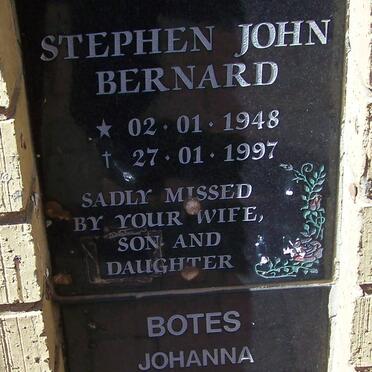 STEPHEN JOHN
BERNARD
★ 02·01·1948
† 27·01·1997
SADLY MISSED
BY YOUR WIFE,
SON AND
DAUGHTER
BOTES
JOHANNA